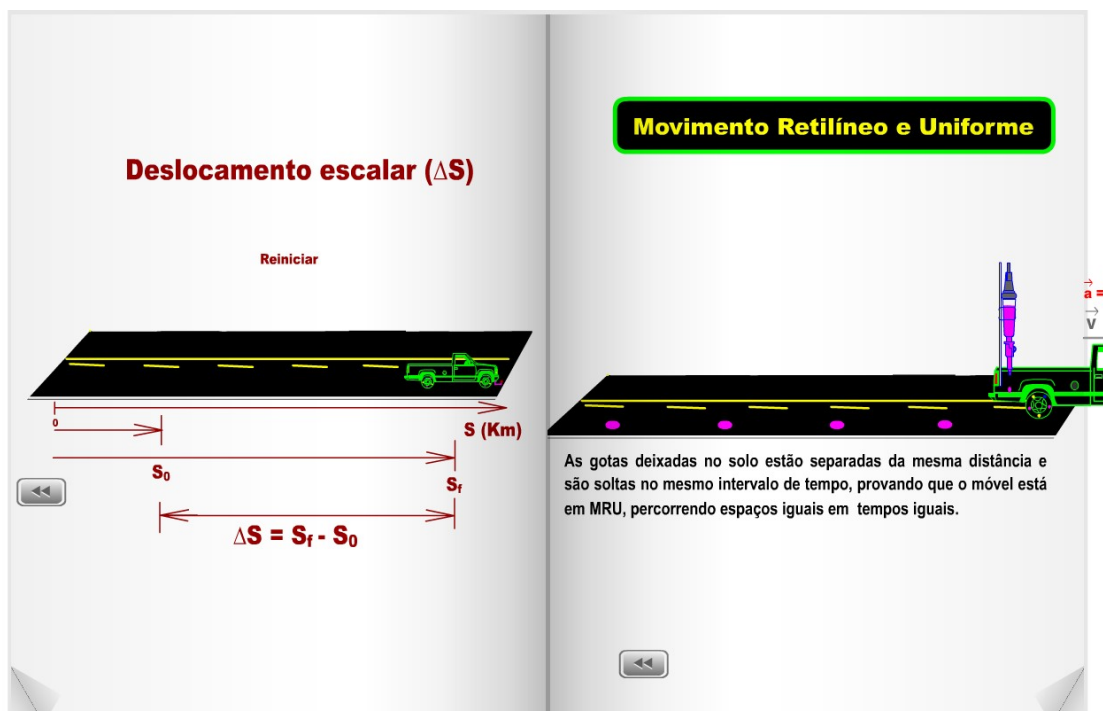 Deslocamento escalar (∆S)
Reiniciar
0
S (Km)
S₀
S_f
∆S = S_f - S₀
Movimento Retilíneo e Uniforme
a =
v
As gotas deixadas no solo estão separadas da mesma distância e
são soltas no mesmo intervalo de tempo, provando que o móvel está
em MRU, percorrendo espaços iguais em tempos iguais.